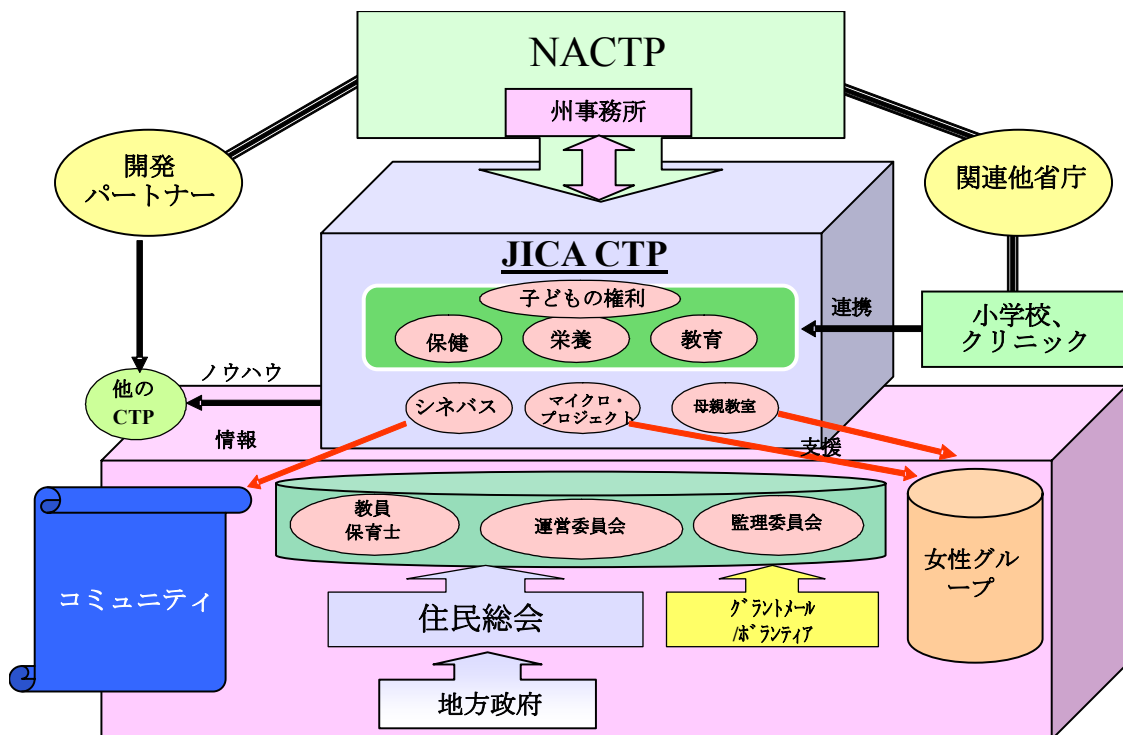 NACTP
州事務所
開発
パートナー
関連他省庁
JICA CTP
子どもの権利
保健
栄養
教育
連携
小学校、
クリニック
他の
CTP
ノウハウ
シネバス
マイクロ・
プロジェクト
母親教室
情報
支援
教員
保育士
運営委員会
監理委員会
コミュニティ
女性グル
ープ
住民総会
グラントメール
/ボランティア
地方政府